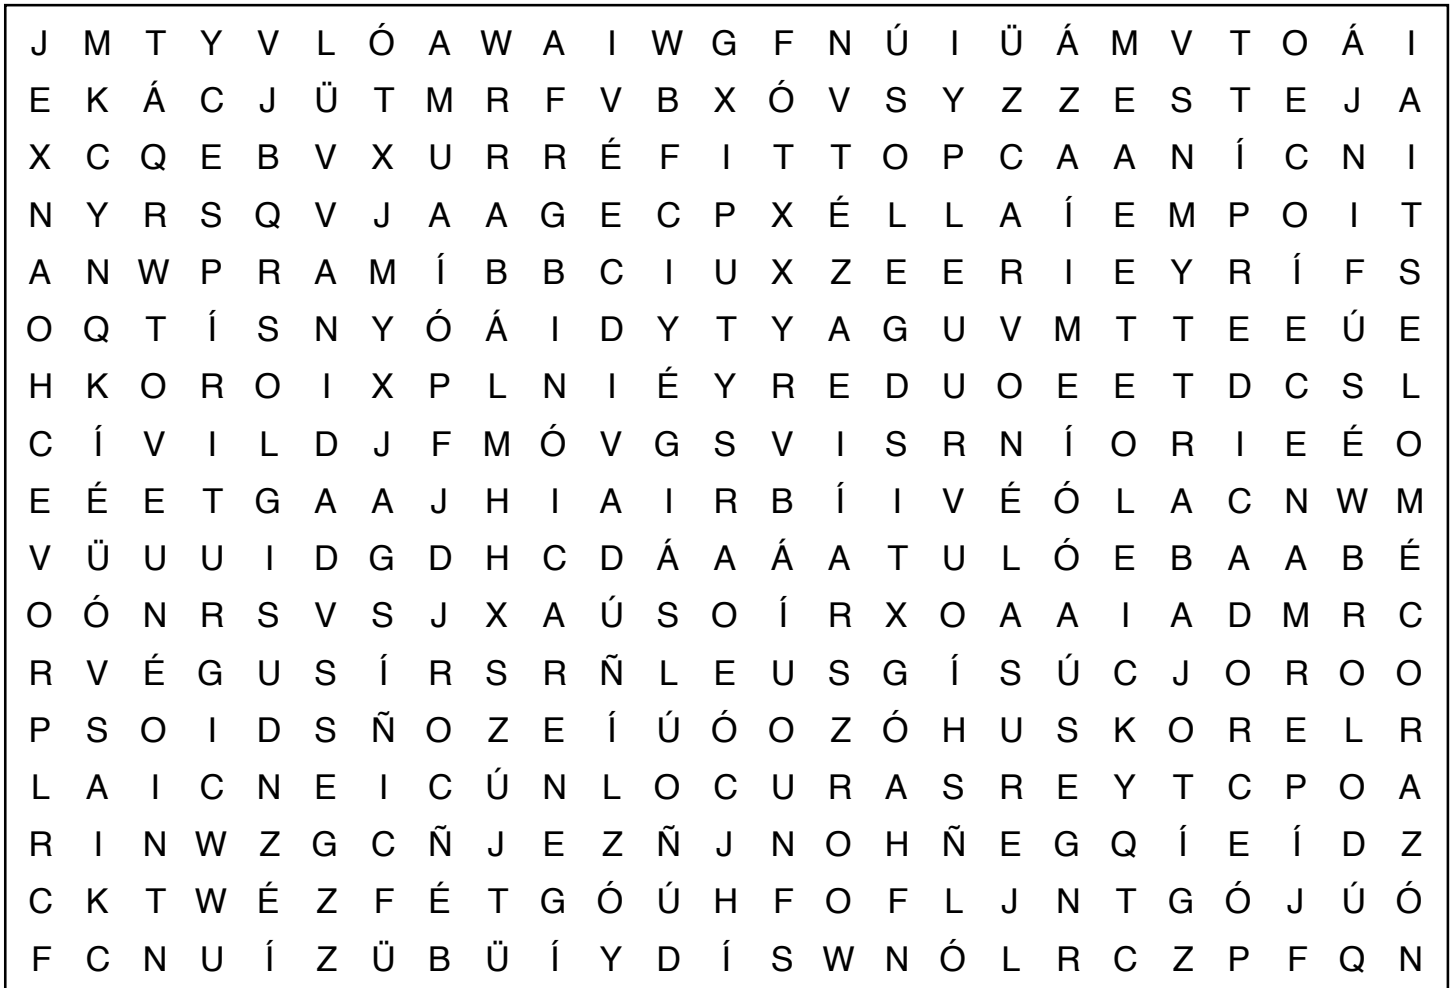 J M T Y V L Ó A W A I W G F N Ú I Ü Á M V T O Á I
E K Á C J Ü T M R F V B X Ó V S Y Z Z E S T E J A
X C Q E B V X U R R É F I T T O P C A A N Í C N I
N Y R S Q V J A A G E C P X É L L A Í E M P O I T
A N W P R A M Í B B C I U X Z E E R I E Y R Í F S
O Q T Í S N Y Ó Á I D Y T Y A G U V M T T E E Ú E
H K O R O I X P L N I É Y R E D U O E E T D C S L
C Í V I L D J F M Ó V G S V I S R N Í O R I E É O
E É E T G A A J H I A I R B Í I V É Ó L A C N W M
V Ü U U I D G D H C D Á A Á A T U L Ó E B A A B É
O Ó N R S V S J X A Ú S O Í R X O A A I A D M R C
R V É G U S Í R S R Ñ L E U S G Í S Ú C J O R O O
P S O I D S Ñ O Z E Í Ú Ó O Z Ó H U S K O R E L R
L A I C N E I C Ú N L O C U R A S R E Y T C P O A
R I N W Z G C Ñ J E Z Ñ J N O H Ñ E G Q Í E Í D Z
C K T W É Z F É T G Ó Ú H F O F L J N T G Ó J Ú Ó
F C N U Í Z Ü B Ü Í Y D Í S W N Ó L R C Z P F Q N